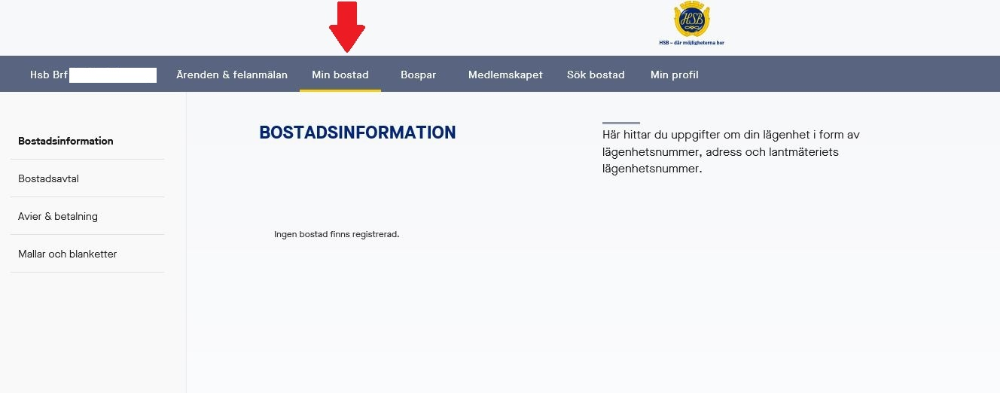 HSB
HSB – där möjligheterna bor
Hsb Brf
Ärenden & felanmälan
Min bostad
Bospar
Medlemskapet
Sök bostad
Min profil
Bostadsinformation
Bostadsavtal
Avier & betalning
Mallar och blanketter
BOSTADSINFORMATION
Ingen bostad finns registrerad.
Här hittar du uppgifter om din lägenhet i form av
lägenhetsnummer, adress och lantmäteriets
lägenhetsnummer.